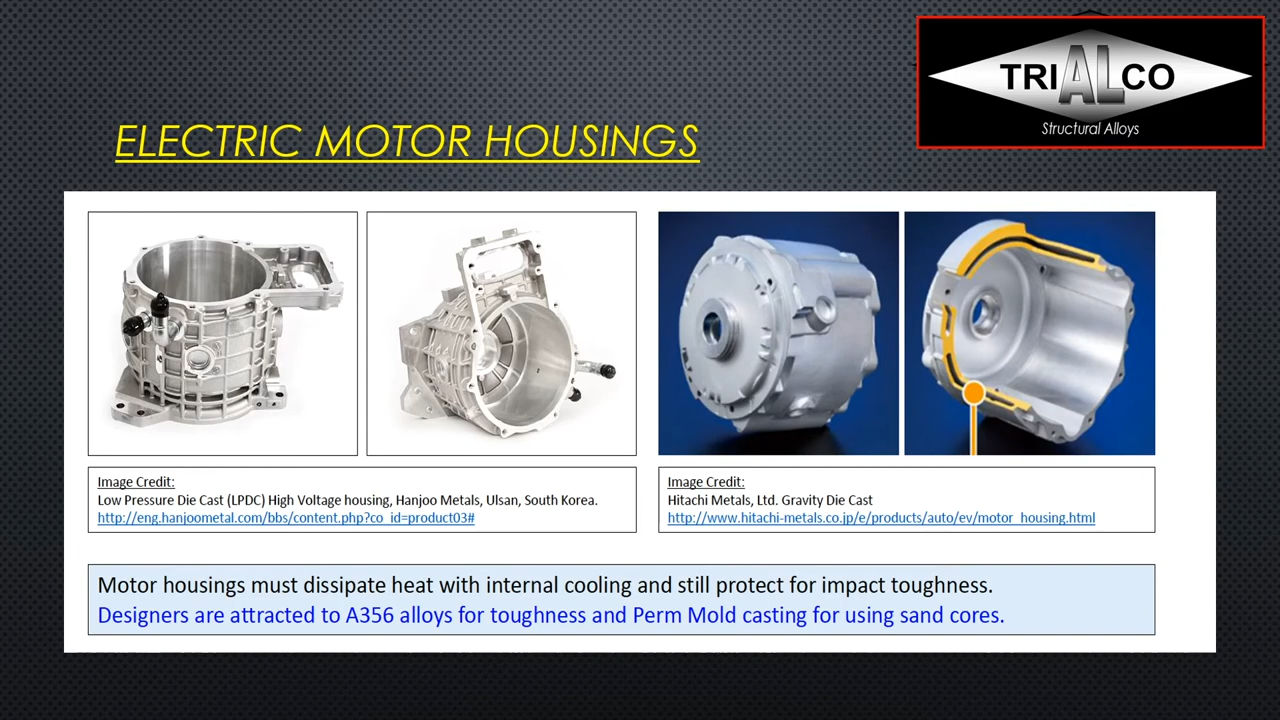 TRIALCO
Structural Alloys
ELECTRIC MOTOR HOUSINGS
Image Credit:
Low Pressure Die Cast (LPDC) High Voltage housing, Hanjoo Metals, Ulsan, South Korea.
http://eng.hanjoometal.com/bbs/content.php?co_id=product03#
Image Credit:
Hitachi Metals, Ltd. Gravity Die Cast
http://www.hitachi-metals.co.jp/e/products/auto/ev/motor_housing.html
Motor housings must dissipate heat with internal cooling and still protect for impact toughness.
Designers are attracted to A356 alloys for toughness and Perm Mold casting for using sand cores.